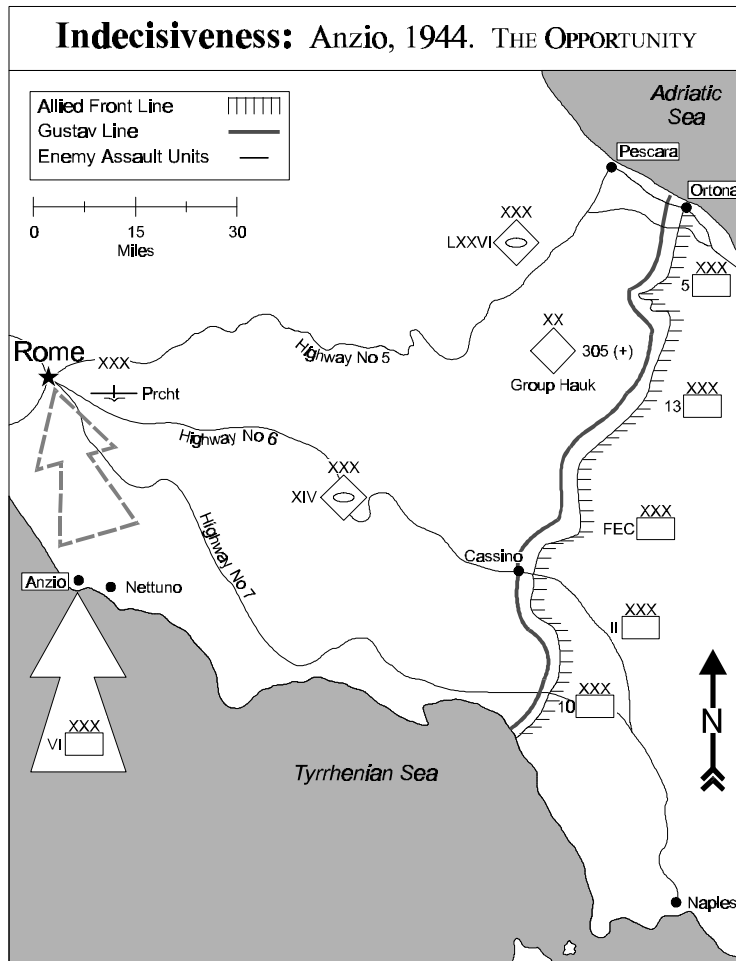 Indecisiveness: Anzio, 1944. THE OPPORTUNITY
Allied Front Line
Gustav Line
Enemy Assault Units
0 15 30
Miles
Adriatic
Sea
Pescara
Ortona
XXX
LXXVI
XXX
5
XX
305 (+)
Group Hauk
Highway No 5
Rome
XXX
Prcht
XXX
13
Highway No 6
XXX
XIV
Highway No 7
XXX
FEC
Cassino
Anzio
Nettuno
XXX
II
XXX
10
XXX
VI
N
Tyrrhenian Sea
Naples